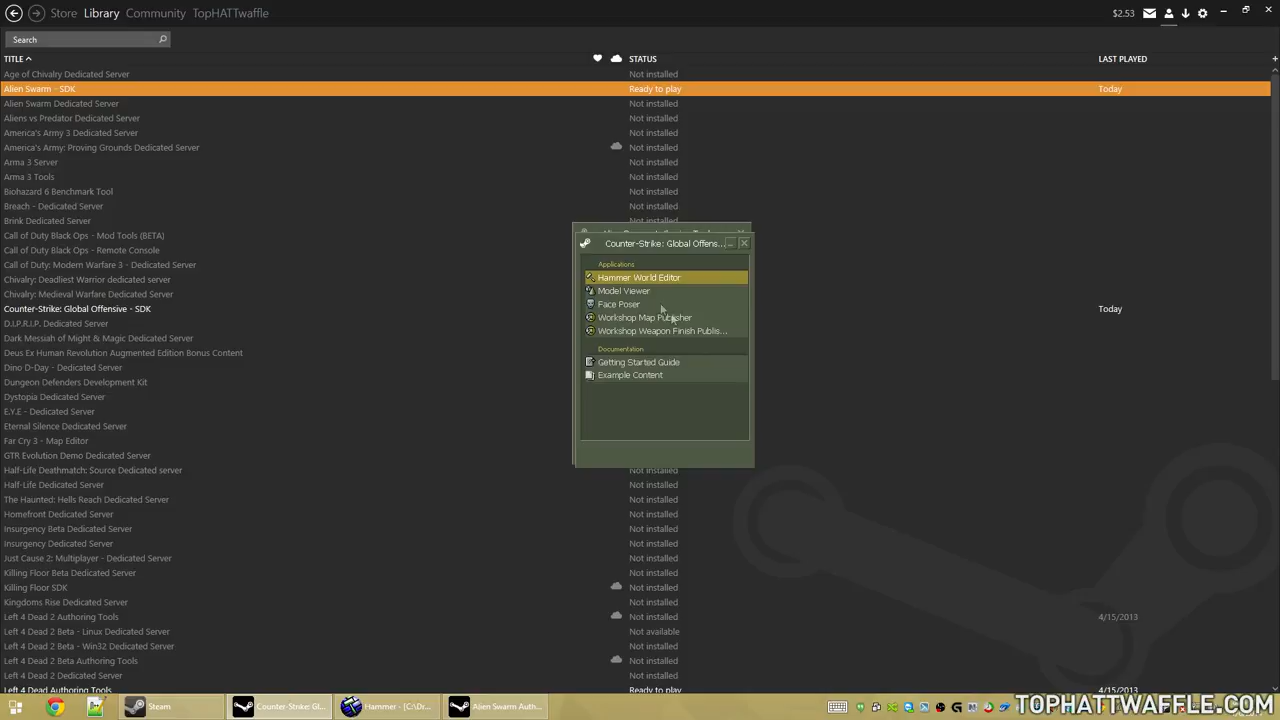 Store Library Community TopHATTwaffle $2.53
Search
TITLE STATUS LAST PLAYED +
Age of Chivalry Dedicated Server Not installed
Alien Swarm - SDK Ready to play Today
Alien Swarm Dedicated Server Not installed
Aliens vs Predator Dedicated Server Not installed
America's Army 3 Dedicated Server Not installed
America's Army: Proving Grounds Dedicated Server Not installed
Arma 3 Server Not installed
Arma 3 Tools Not installed
Biohazard 6 Benchmark Tool Not installed
Breach - Dedicated Server Not installed
Brink Dedicated Server Not installed
Call of Duty Black Ops - Mod Tools (BETA)
Call of Duty Black Ops - Remote Console
Call of Duty: Modern Warfare 3 - Dedicated Server
Chivalry: Deadliest Warrior dedicated server
Chivalry: Medieval Warfare Dedicated Server
Counter-Strike: Global Offensive - SDK Today
D.I.P.R.I.P. Dedicated Server
Dark Messiah of Might & Magic Dedicated Server
Deus Ex Human Revolution Augmented Edition Bonus Content
Dino D-Day - Dedicated Server
Dungeon Defenders Development Kit
Dystopia Dedicated Server
E.Y.E - Dedicated Server
Eternal Silence Dedicated Server
Far Cry 3 - Map Editor
GTR Evolution Demo Dedicated Server
Half-Life Deathmatch: Source Dedicated server Not installed
Half-Life Dedicated Server Not installed
The Haunted: Hells Reach Dedicated Server Not installed
Homefront Dedicated Server Not installed
Insurgency Beta Dedicated Server Not installed
Insurgency Dedicated Server Not installed
Just Cause 2: Multiplayer - Dedicated Server Not installed
Killing Floor Beta Dedicated Server Not installed
Killing Floor SDK Not installed
Kingdoms Rise Dedicated Server Not installed
Left 4 Dead 2 Authoring Tools Not installed 4/15/2013
Left 4 Dead 2 Beta - Linux Dedicated Server Not available
Left 4 Dead 2 Beta - Win32 Dedicated Server Not installed
Left 4 Dead 2 Beta Authoring Tools Not installed
Left 4 Dead 2 Dedicated Server Not installed
Left 4 Dead Authoring Tools Ready to play 4/15/2013
Counter-Strike: Global Offens...
Applications
Hammer World Editor
Model Viewer
Face Poser
Workshop Map Publisher
Workshop Weapon Finish Publis...
Documentation
Getting Started Guide
Example Content
Steam Counter-Strike: Gl... Hammer - [C:\Dr... Alien Swarm Auth...
TOPHATTWAFFLE.COM